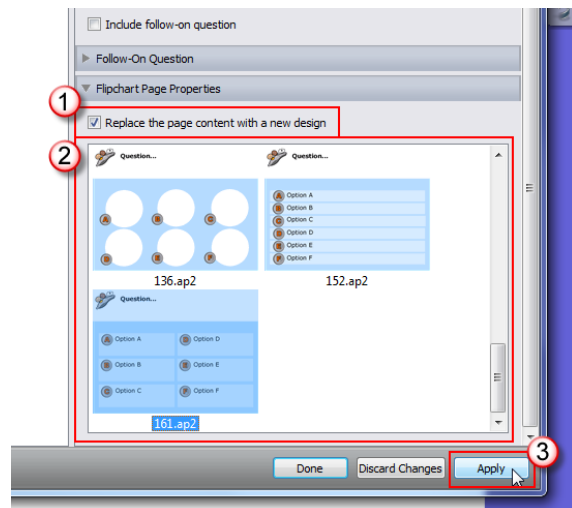 Include follow-on question
Follow-On Question
Flipchart Page Properties
1
Replace the page content with a new design
2
Question...
A
B
C
D
E
F
136.ap2
Question...
A Option A
B Option B
C Option C
D Option D
E Option E
F Option F
152.ap2
Question...
A Option A D Option D
B Option B E Option E
C Option C F Option F
161.ap2
3
Done Discard Changes Apply